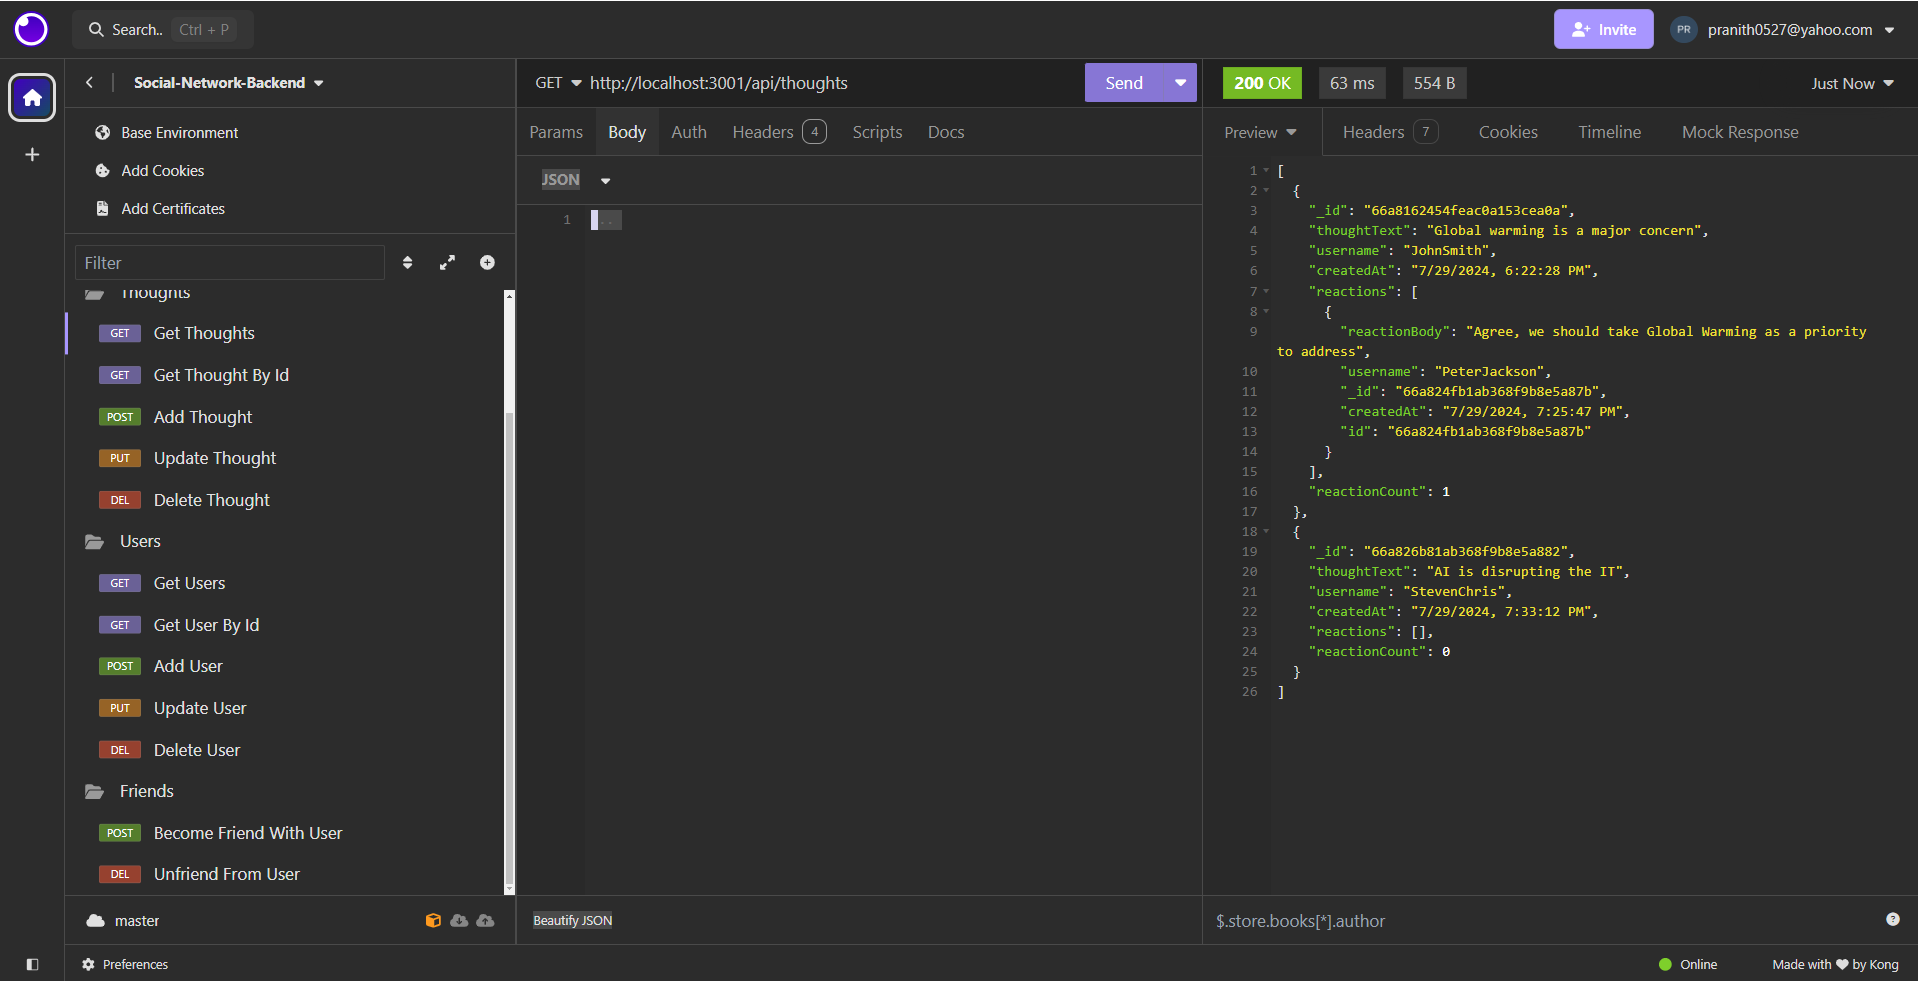 Search.. Ctrl + P
Invite
PR pranith0527@yahoo.com
Social-Network-Backend
Base Environment
Add Cookies
Add Certificates
Filter
Thoughts
GET Get Thoughts
GET Get Thought By Id
POST Add Thought
PUT Update Thought
DEL Delete Thought
Users
GET Get Users
GET Get User By Id
POST Add User
PUT Update User
DEL Delete User
Friends
POST Become Friend With User
DEL Unfriend From User
master
Preferences
GET http://localhost:3001/api/thoughts Send
Params Body Auth Headers 4 Scripts Docs
JSON
1 ...
Beautify JSON
200 OK 63 ms 554 B Just Now
Preview Headers 7 Cookies Timeline Mock Response
1 [
2 {
3 "_id": "66a8162454feac0a153cea0a",
4 "thoughtText": "Global warming is a major concern",
5 "username": "JohnSmith",
6 "createdAt": "7/29/2024, 6:22:28 PM",
7 "reactions": [
8 {
9 "reactionBody": "Agree, we should take Global Warming as a priority
to address",
10 "username": "PeterJackson",
11 "_id": "66a824fb1ab368f9b8e5a87b",
12 "createdAt": "7/29/2024, 7:25:47 PM",
13 "id": "66a824fb1ab368f9b8e5a87b"
14 }
15 ],
16 "reactionCount": 1
17 },
18 {
19 "_id": "66a826b81ab368f9b8e5a882",
20 "thoughtText": "AI is disrupting the IT",
21 "username": "StevenChris",
22 "createdAt": "7/29/2024, 7:33:12 PM",
23 "reactions": [],
24 "reactionCount": 0
25 }
26 ]
$.store.books[*].author
Online
Made with ❤ by Kong